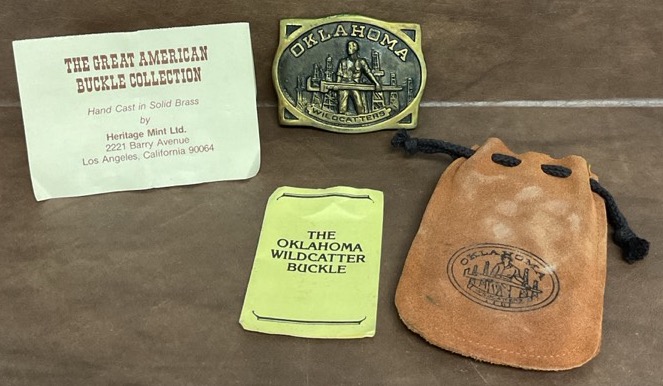 THE GREAT AMERICAN
BUCKLE COLLECTION
Hand Cast in Solid Brass
by
Heritage Mint Ltd.
2221 Barry Avenue
Los Angeles, California 90064
OKLAHOMA
WILDCATTERS
THE
OKLAHOMA
WILDCATTER
BUCKLE
OKLAHOMA